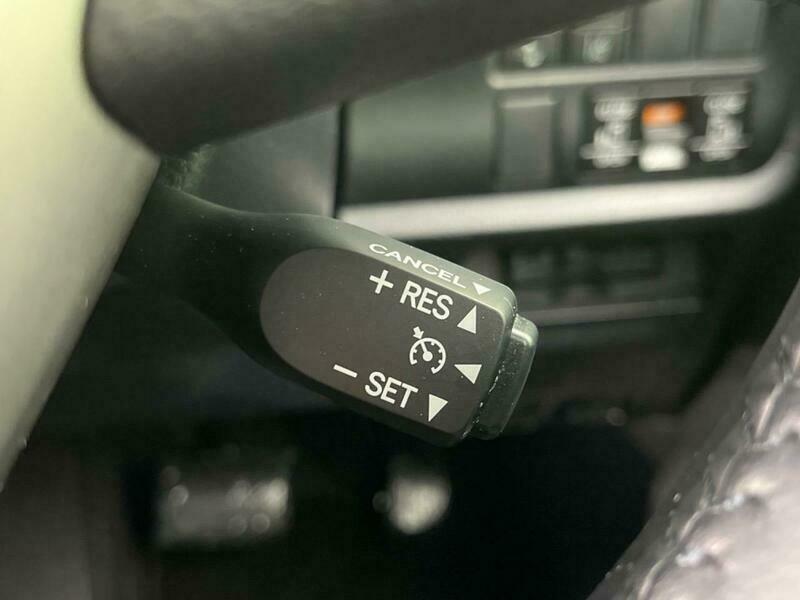 CANCEL ▼
+ RES ▲
− SET ▼